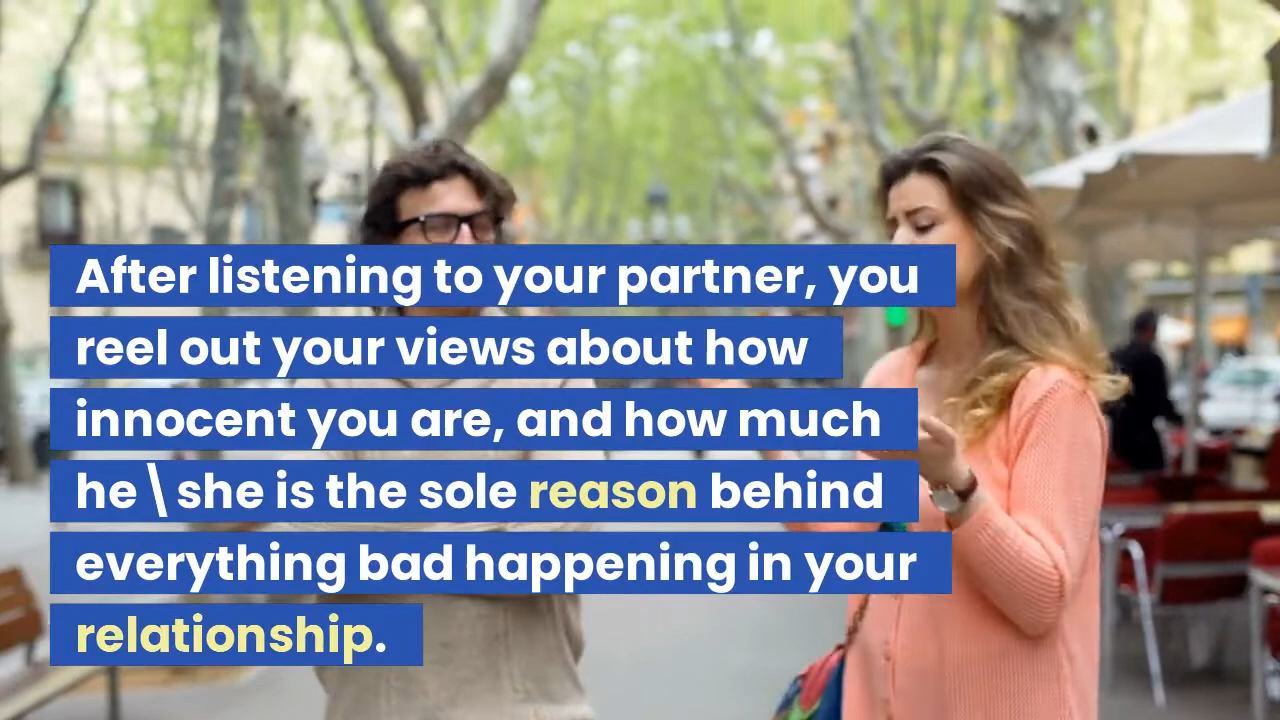 After listening to your partner, you
reel out your views about how
innocent you are, and how much
he\she is the sole reason behind
everything bad happening in your
relationship.